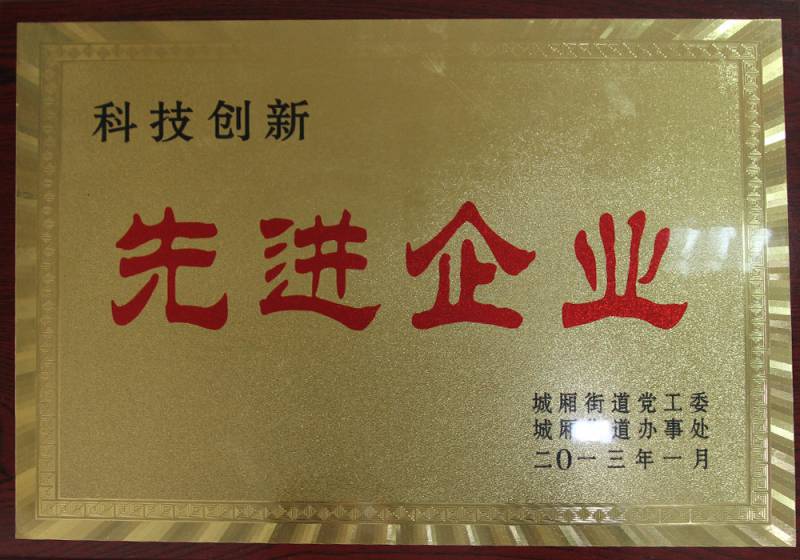 科技创新
先进企业
城厢街道党工委
城厢街道办事处
二0一三年一月